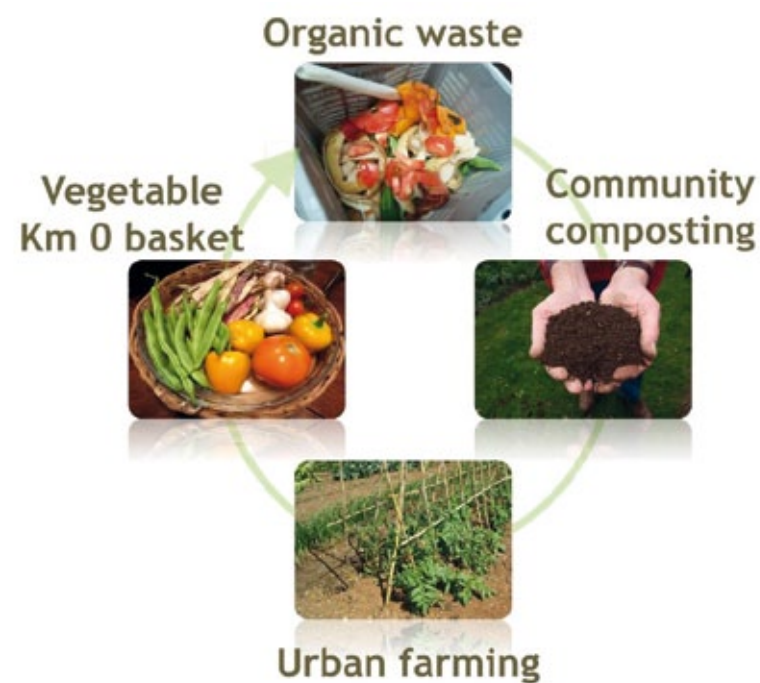 Organic waste
Community
composting
Vegetable
Km 0 basket
Urban farming